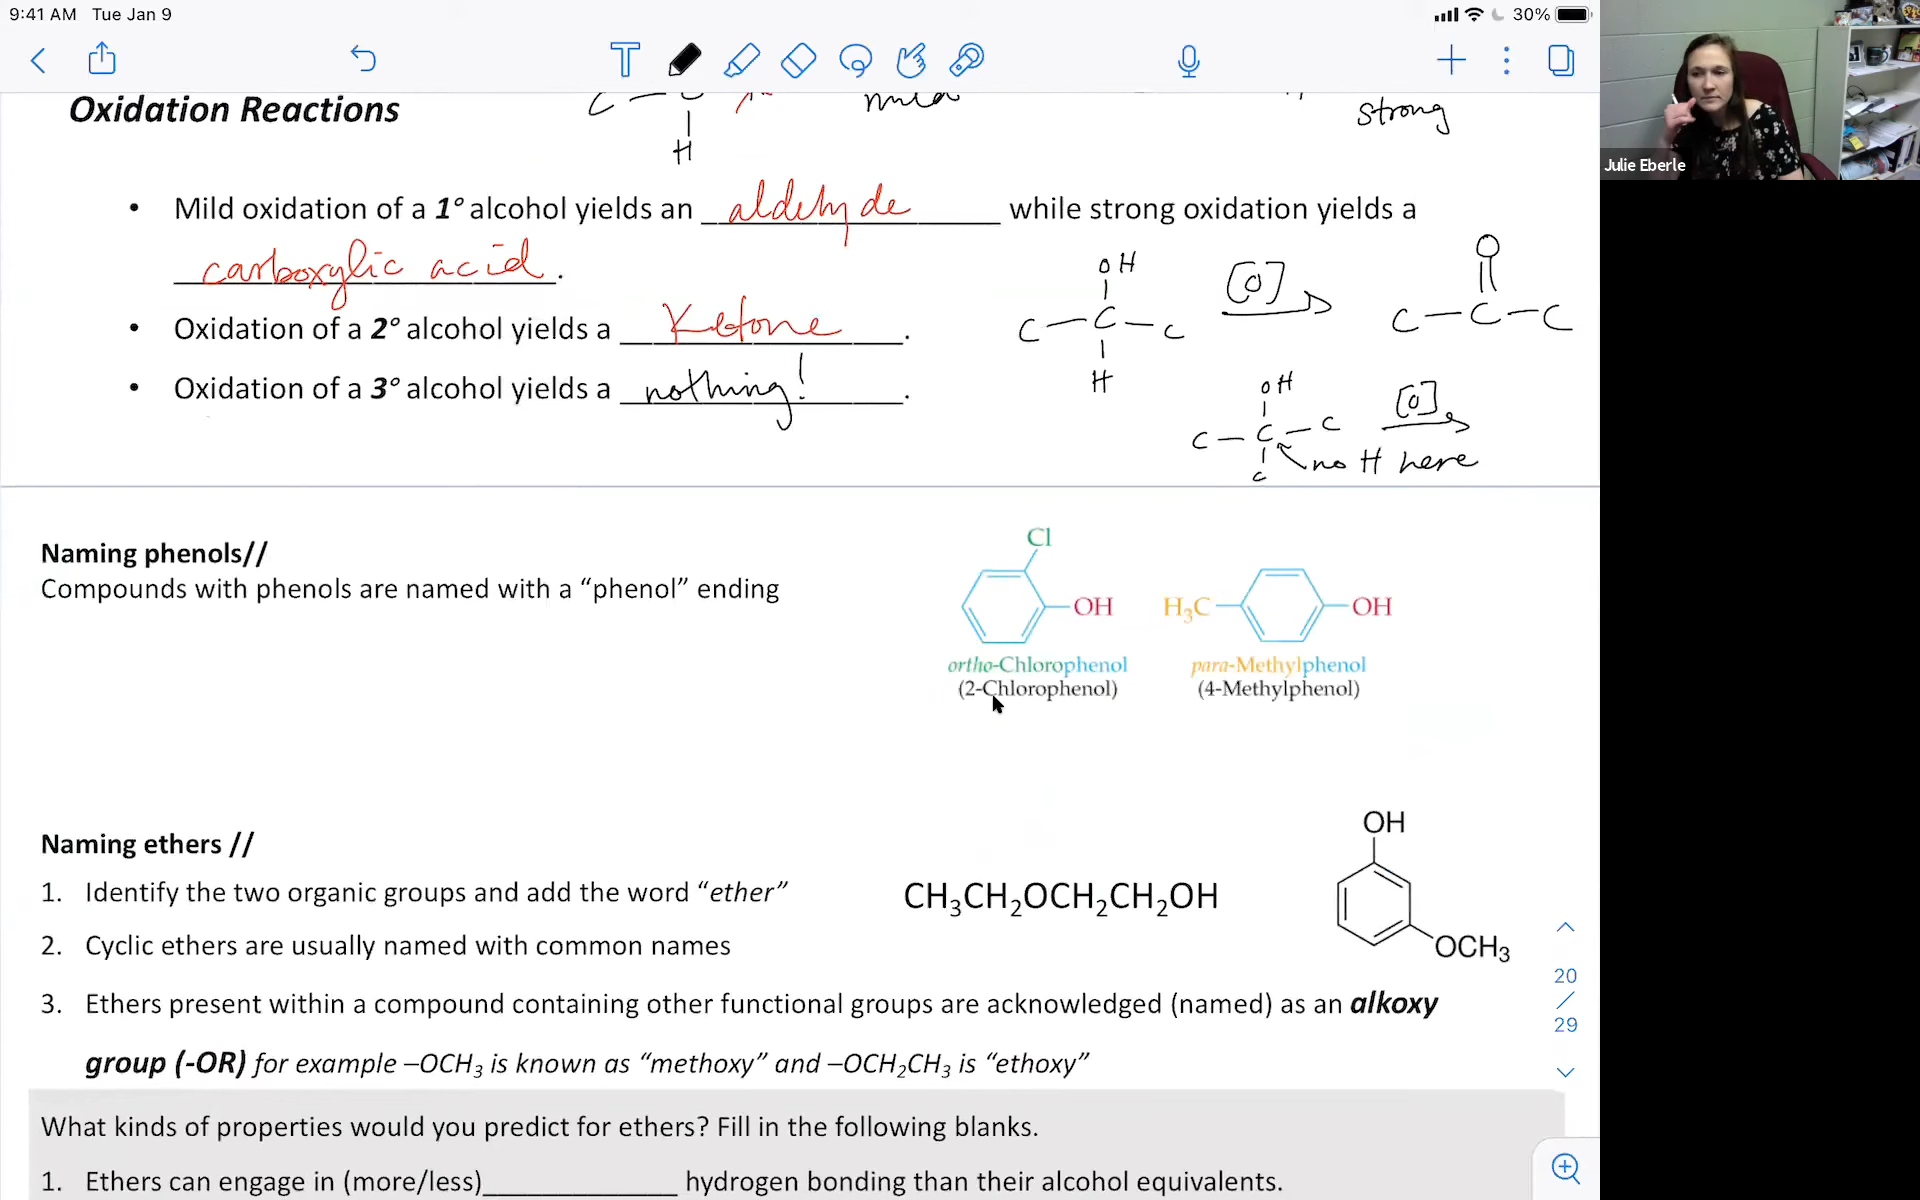 9:41 AM Tue Jan 9
30%
Julie Eberle
Oxidation Reactions
C — C
H
mild
strong
• Mild oxidation of a 1° alcohol yields an aldehyde while strong oxidation yields a
carboxylic acid.
• Oxidation of a 2° alcohol yields a Ketone.
• Oxidation of a 3° alcohol yields a nothing!.
OH
C — C — C
H
[O]
O
C — C — C
OH
C — C — C
C
[O]
no H here
Naming phenols//
Compounds with phenols are named with a “phenol” ending
Cl
OH
ortho-Chlorophenol
(2-Chlorophenol)
H₃C
OH
para-Methylphenol
(4-Methylphenol)
Naming ethers //
1. Identify the two organic groups and add the word “ether”
CH₃CH₂OCH₂CH₂OH
OH
OCH₃
2. Cyclic ethers are usually named with common names
3. Ethers present within a compound containing other functional groups are acknowledged (named) as an alkoxy
group (-OR) for example –OCH₃ is known as “methoxy” and –OCH₂CH₃ is “ethoxy”
20
/
29
What kinds of properties would you predict for ethers? Fill in the following blanks.
1. Ethers can engage in (more/less)_____________ hydrogen bonding than their alcohol equivalents.